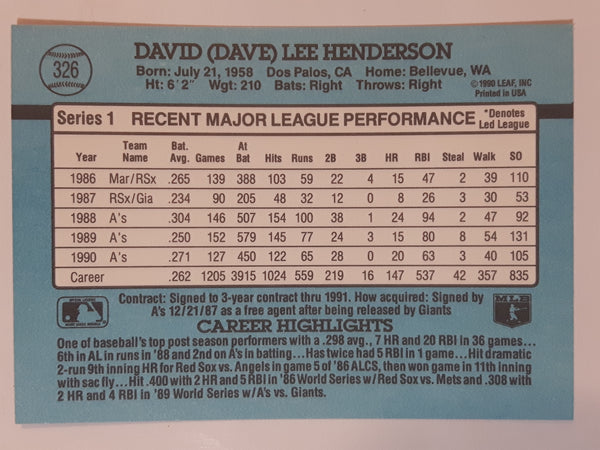 326
DAVID (DAVE) LEE HENDERSON
Born: July 21, 1958 Dos Palos, CA Home: Bellevue, WA
Ht: 6'2" Wgt: 210 Bats: Right Throws: Right
©1990 LEAF, INC
Printed in USA
Series 1 RECENT MAJOR LEAGUE PERFORMANCE *Denotes Led League
Year Team Name Bat. Avg. Games At Bat Hits Runs 2B 3B HR RBI Steal Walk SO
1986 Mar/RSx .265 139 388 103 59 22 4 15 47 2 39 110
1987 RSx/Gia .234 90 205 48 32 12 0 8 26 3 30 53
1988 A's .304 146 507 154 100 38 1 24 94 2 47 92
1989 A's .250 152 579 145 77 24 3 15 80 8 54 131
1990 A's .271 127 450 122 65 28 0 20 63 3 40 105
Career .262 1205 3915 1024 559 219 16 147 537 42 357 835
Contract: Signed to 3-year contract thru 1991. How acquired: Signed by
A's 12/21/87 as a free agent after being released by Giants
MLB
CAREER HIGHLIGHTS
One of baseball's top post season performers with a .298 avg., 7 HR and 20 RBI in 36 games...
6th in AL in runs in '88 and 2nd on A's in batting...Has twice had 5 RBI in 1 game...Hit dramatic
2-run 9th inning HR for Red Sox vs. Angels in game 5 of '86 ALCS, then won game in 11th inning
with sac fly...Hit .400 with 2 HR and 5 RBI in '86 World Series w/Red Sox vs. Mets and .308 with
2 HR and 4 RBI in '89 World Series w/A's vs. Giants.